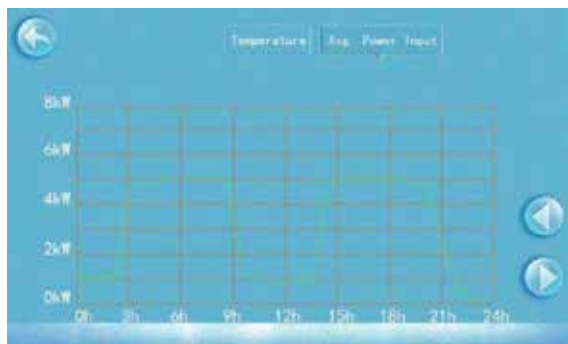 Temperature
Avg. Power Input
8kW
6kW
4kW
2kW
0kW
0h 3h 6h 9h 12h 15h 18h 21h 24h